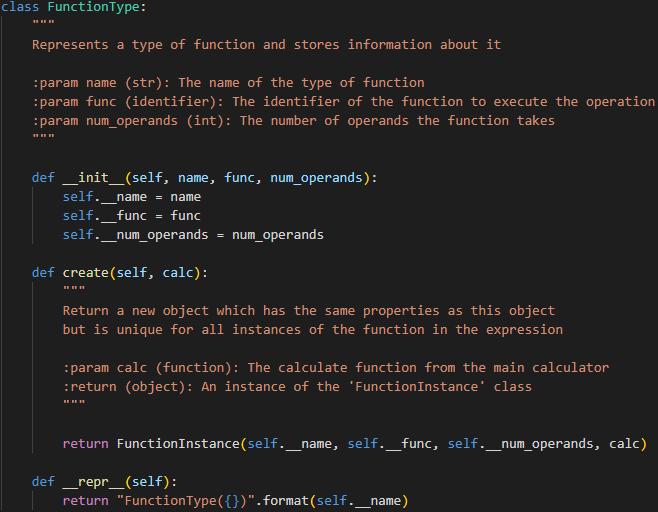 class FunctionType:
    """
    Represents a type of function and stores information about it

    :param name (str): The name of the type of function
    :param func (identifier): The identifier of the function to execute the operation
    :param num_operands (int): The number of operands the function takes
    """

    def __init__(self, name, func, num_operands):
        self.__name = name
        self.__func = func
        self.__num_operands = num_operands

    def create(self, calc):
        """
        Return a new object which has the same properties as this object
        but is unique for all instances of the function in the expression

        :param calc (function): The calculate function from the main calculator
        :return (object): An instance of the 'FunctionInstance' class
        """

        return FunctionInstance(self.__name, self.__func, self.__num_operands, calc)

    def __repr__(self):
        return "FunctionType({})".format(self.__name)